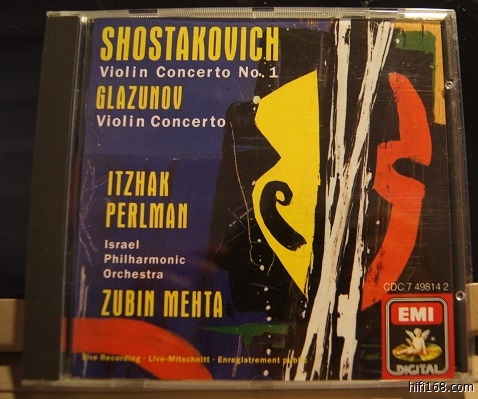 SHOSTAKOVICH
Violin Concerto No. 1
GLAZUNOV
Violin Concerto
ITZHAK
PERLMAN
Israel
Philharmonic
Orchestra
ZUBIN MEHTA
CDC 7 49814 2
EMI
DIGITAL
Live Recording · Live-Mitschnitt · Enregistrement public
hifi168.com